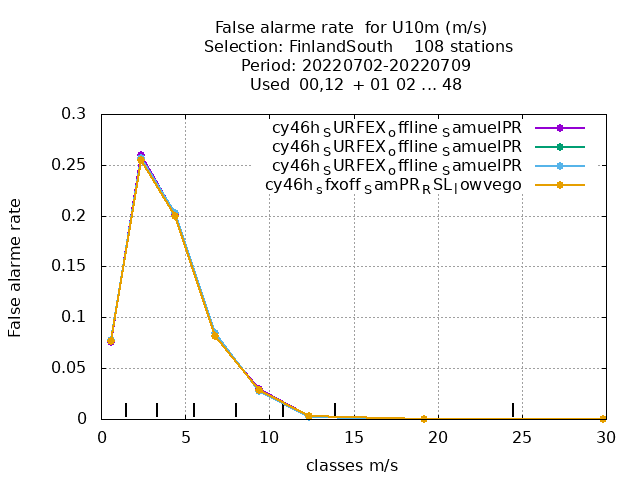 False alarme rate  for U10m (m/s)
Selection: FinlandSouth    108 stations
Period: 20220702-20220709
Used  00,12  + 01 02 ... 48
cy46h_SURFEX_offline_SamuelPR
cy46h_SURFEX_offline_SamuelPR
cy46h_SURFEX_offline_SamuelPR
cy46h_sfxoff_SamPR_RSL_lowvego
0.3
0.25
0.2
0.15
0.1
0.05
0
False alarme rate
0 5 10 15 20 25 30
classes m/s